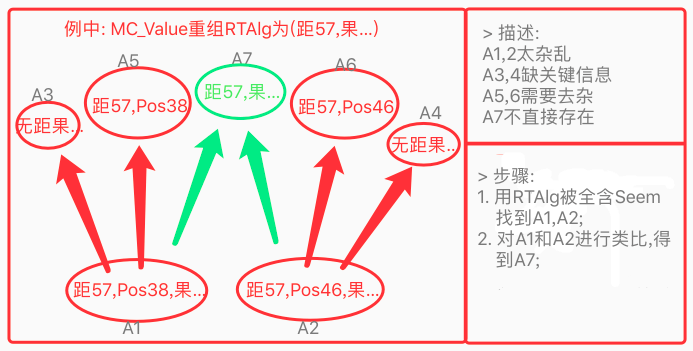 例中: MC_Value重组RTAlg为(距57,果...)
A3
A5
A7
A6
A4
无距果...
距57,Pos38
距57,果...
距57,Pos46
无距果...
距57,Pos38,果...
距57,Pos46,果...
A1
A2
> 描述:
A1,2太杂乱
A3,4缺关键信息
A5,6需要去杂
A7不直接存在
> 步骤:
1. 用RTAlg被全含Seem
找到A1,A2;
2. 对A1和A2进行类比,得
到A7;